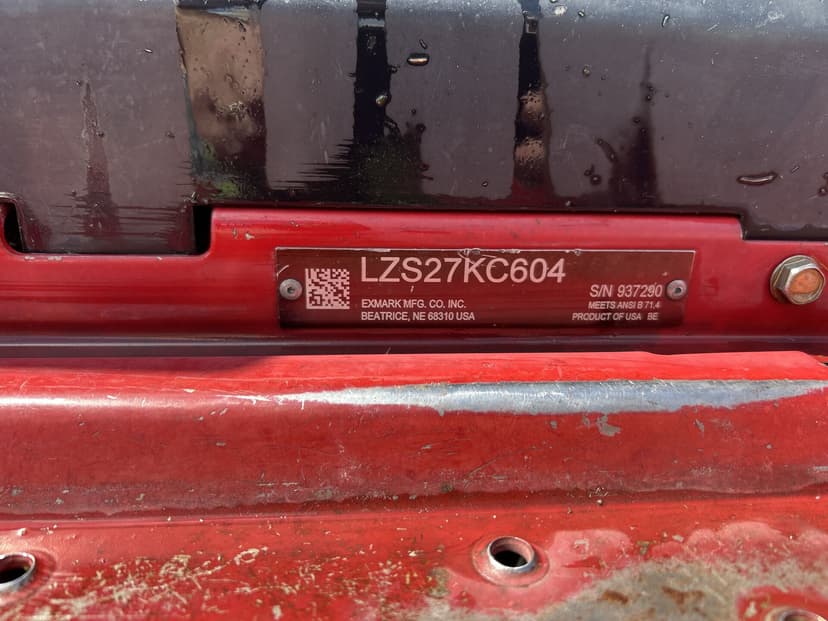 LZS27KC604
EXMARK MFG. CO. INC.
BEATRICE, NE 68310 USA
S/N 937290
MEETS ANSI B 71.4
PRODUCT OF USA BE